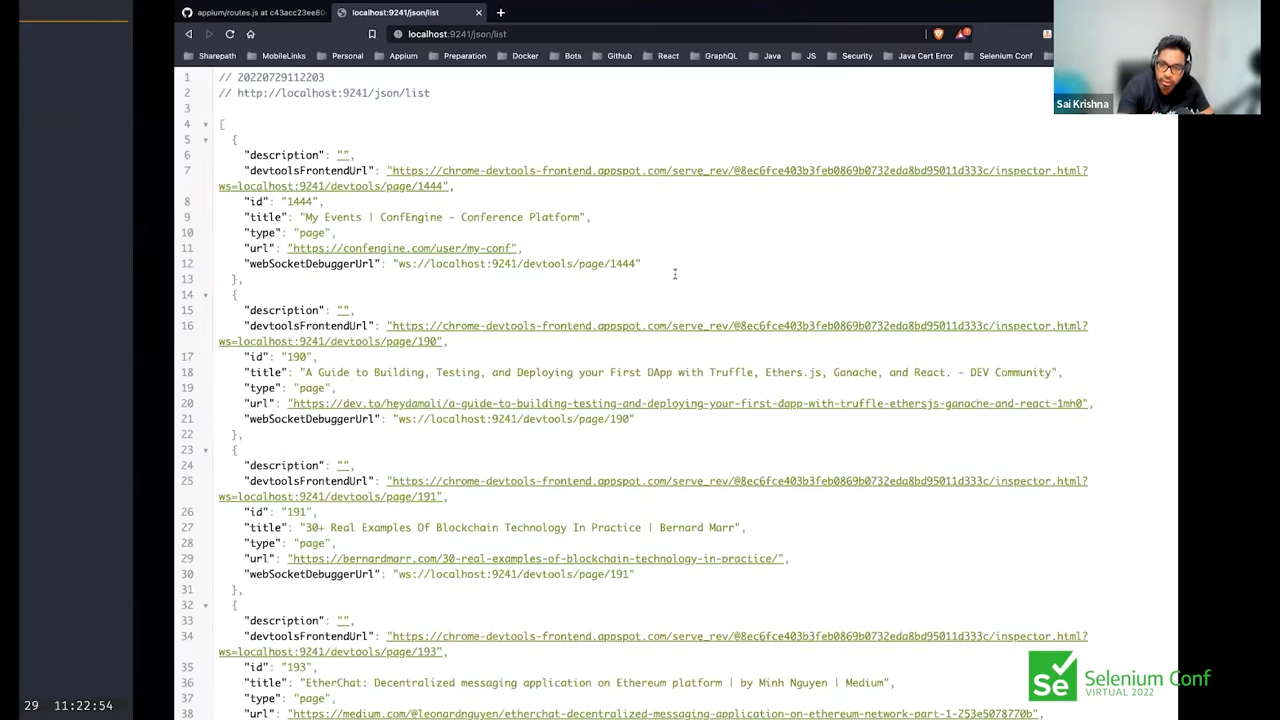 appium/routes.js at c43acc23ee80
localhost:9241/json/list
localhost:9241/json/list
Sharepath MobileLinks Personal Appium Preparation Docker Bots Github React GraphQL Java JS Security Java Cert Error Selenium Conf
Sai Krishna
1 // 20220729112203
2 // http://localhost:9241/json/list
3
4 [
5 {
6 "description": "",
7 "devtoolsFrontendUrl": "https://chrome-devtools-frontend.appspot.com/serve_rev/@8ec6fce403b3feb0869b0732eda8bd95011d333c/inspector.html?
ws=localhost:9241/devtools/page/1444",
8 "id": "1444",
9 "title": "My Events | ConfEngine - Conference Platform",
10 "type": "page",
11 "url": "https://confengine.com/user/my-conf",
12 "webSocketDebuggerUrl": "ws://localhost:9241/devtools/page/1444"
13 },
14 {
15 "description": "",
16 "devtoolsFrontendUrl": "https://chrome-devtools-frontend.appspot.com/serve_rev/@8ec6fce403b3feb0869b0732eda8bd95011d333c/inspector.html?
ws=localhost:9241/devtools/page/190",
17 "id": "190",
18 "title": "A Guide to Building, Testing, and Deploying your First DApp with Truffle, Ethers.js, Ganache, and React. - DEV Community",
19 "type": "page",
20 "url": "https://dev.to/heydamali/a-guide-to-building-testing-and-deploying-your-first-dapp-with-truffle-ethersjs-ganache-and-react-1mh0",
21 "webSocketDebuggerUrl": "ws://localhost:9241/devtools/page/190"
22 },
23 {
24 "description": "",
25 "devtoolsFrontendUrl": "https://chrome-devtools-frontend.appspot.com/serve_rev/@8ec6fce403b3feb0869b0732eda8bd95011d333c/inspector.html?
ws=localhost:9241/devtools/page/191",
26 "id": "191",
27 "title": "30+ Real Examples Of Blockchain Technology In Practice | Bernard Marr",
28 "type": "page",
29 "url": "https://bernardmarr.com/30-real-examples-of-blockchain-technology-in-practice/",
30 "webSocketDebuggerUrl": "ws://localhost:9241/devtools/page/191"
31 },
32 {
33 "description": "",
34 "devtoolsFrontendUrl": "https://chrome-devtools-frontend.appspot.com/serve_rev/@8ec6fce403b3feb0869b0732eda8bd95011d333c/inspector.html?
ws=localhost:9241/devtools/page/193",
35 "id": "193",
36 "title": "EtherChat: Decentralized messaging application on Ethereum platform | by Minh Nguyen | Medium",
37 "type": "page",
38 "url": "https://medium.com/@leonardnguyen/etherchat-decentralized-messaging-application-on-ethereum-network-part-1-253e5078770b",
Se Selenium Conf
VIRTUAL 2022
29 11:22:54